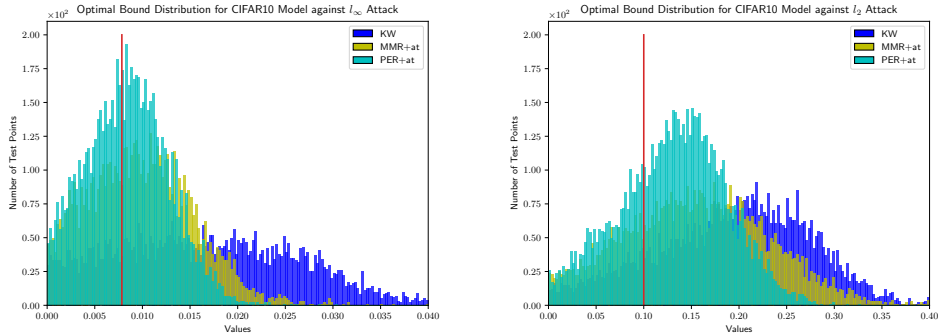 Optimal Bound Distribution for CIFAR10 Model against l∞ Attack
×10²
2.00
1.75
1.50
1.25
1.00
0.75
0.50
0.25
0.00
Number of Test Points
KW
MMR+at
PER+at
0.000 0.005 0.010 0.015 0.020 0.025 0.030 0.035 0.040
Values
Optimal Bound Distribution for CIFAR10 Model against l₂ Attack
×10²
2.00
1.75
1.50
1.25
1.00
0.75
0.50
0.25
0.00
Number of Test Points
KW
MMR+at
PER+at
0.00 0.05 0.10 0.15 0.20 0.25 0.30 0.35 0.40
Values